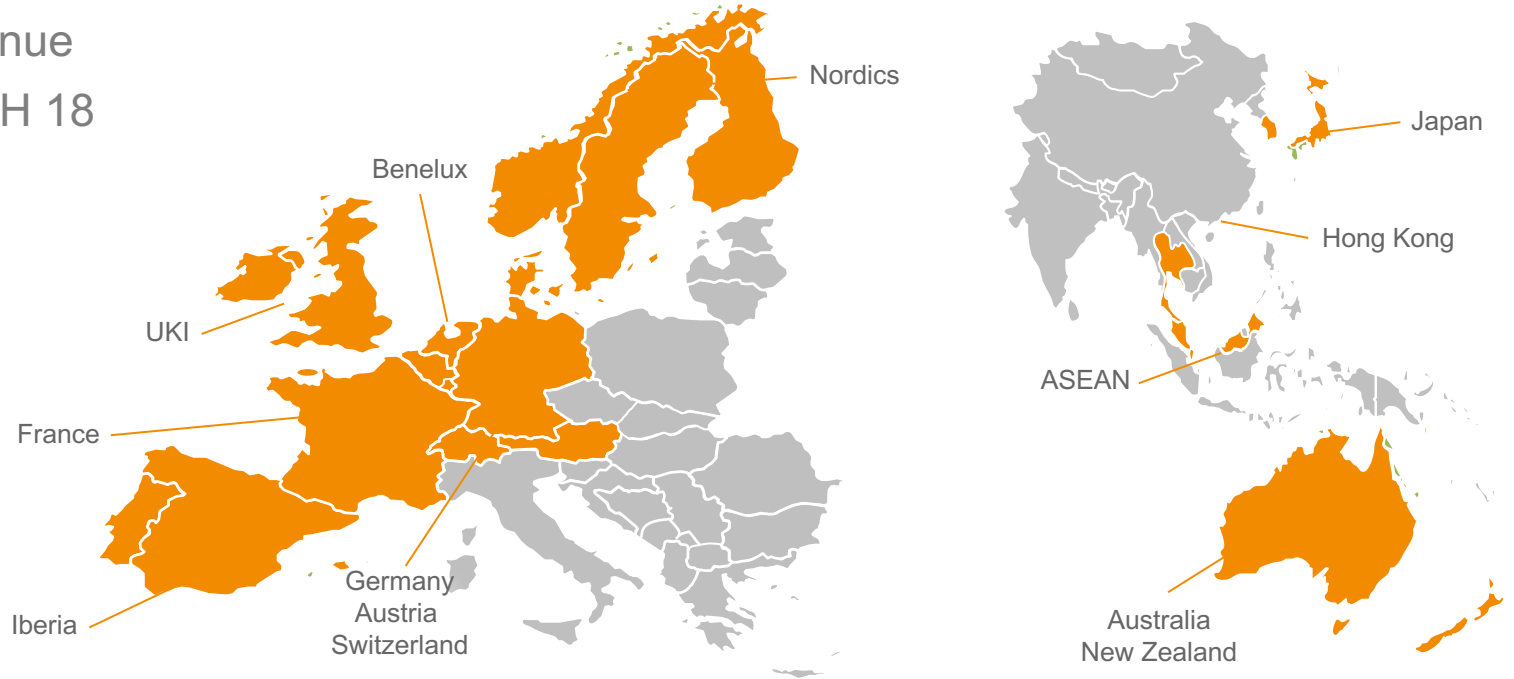 nue
H 18
Nordics
Benelux
UKI
France
Iberia
Germany
Austria
Switzerland
Japan
Hong Kong
ASEAN
Australia
New Zealand